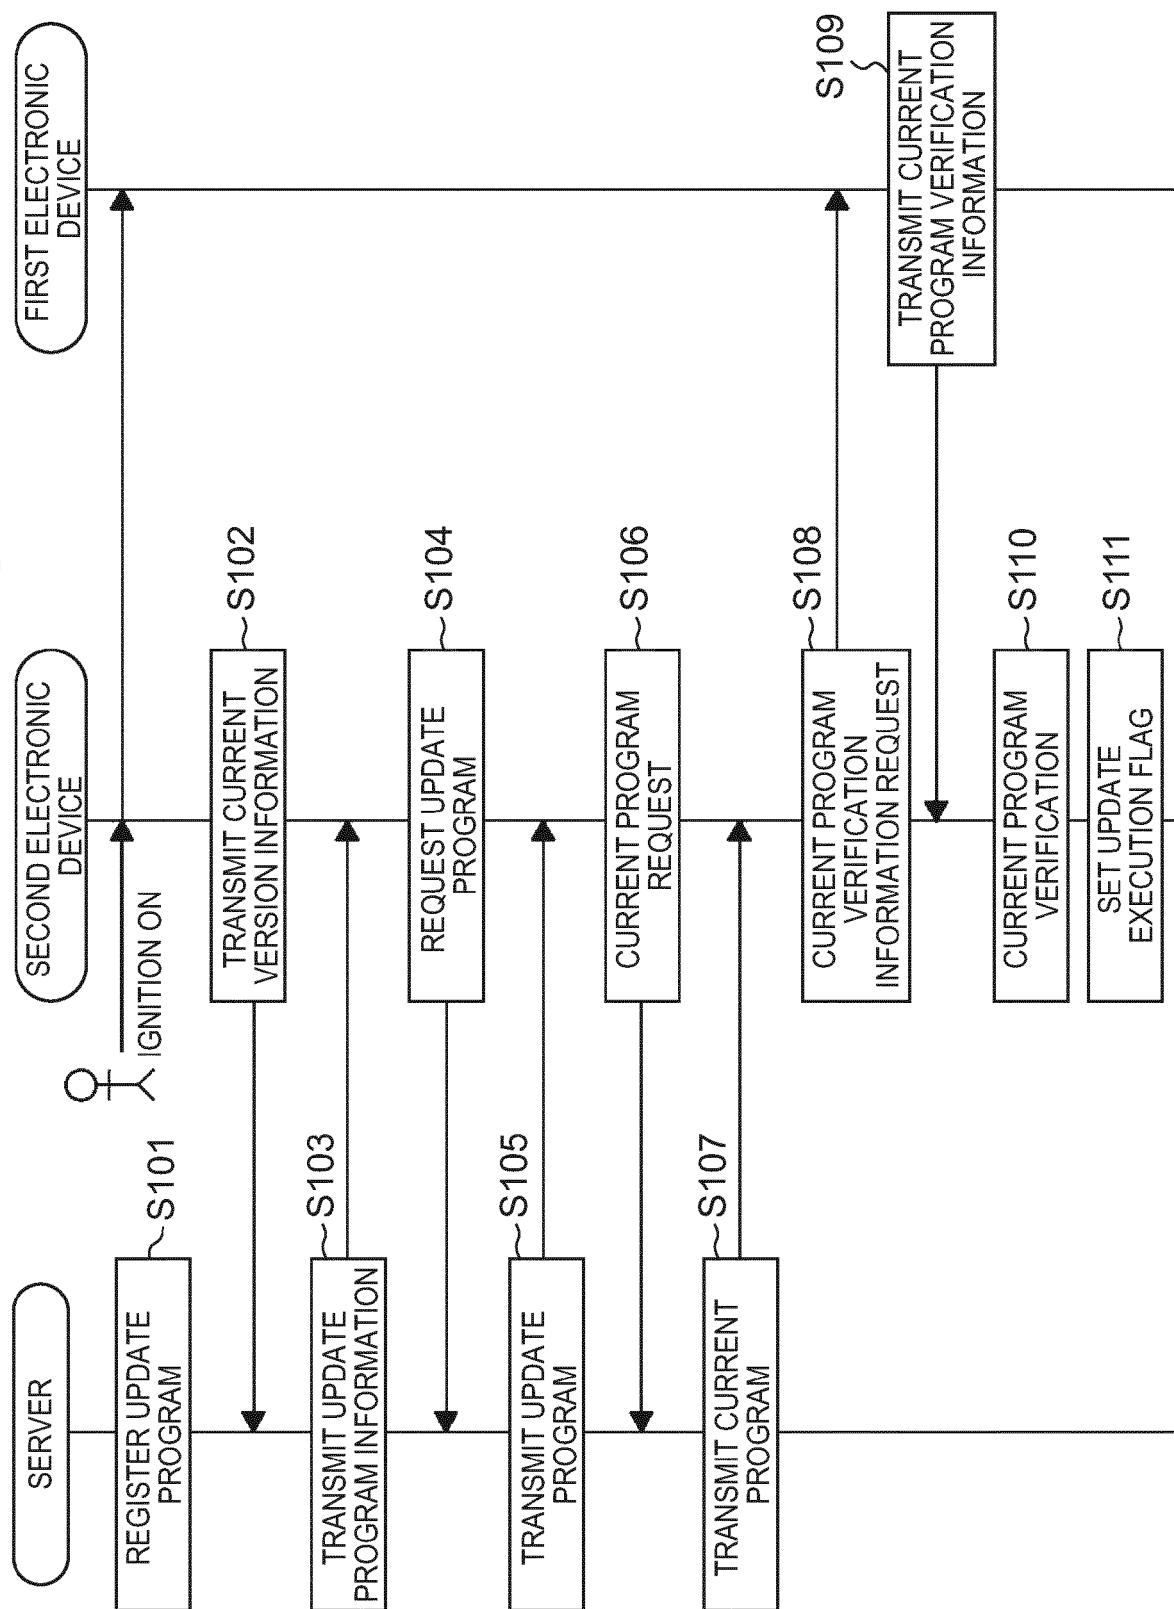 SERVER
SECOND ELECTRONIC
DEVICE
FIRST ELECTRONIC
DEVICE
IGNITION ON
REGISTER UPDATE
PROGRAM
S101
TRANSMIT CURRENT
VERSION INFORMATION
S102
TRANSMIT UPDATE
PROGRAM INFORMATION
S103
REQUEST UPDATE
PROGRAM
S104
TRANSMIT UPDATE
PROGRAM
S105
CURRENT PROGRAM
REQUEST
S106
TRANSMIT CURRENT
PROGRAM
S107
CURRENT PROGRAM
VERIFICATION
INFORMATION REQUEST
S108
TRANSMIT CURRENT
PROGRAM VERIFICATION
INFORMATION
S109
CURRENT PROGRAM
VERIFICATION
S110
SET UPDATE
EXECUTION FLAG
S111